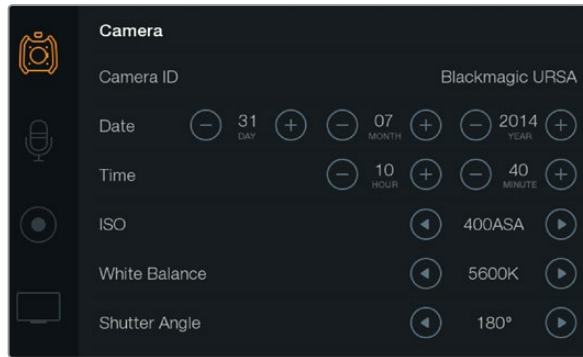 Camera
Camera ID Blackmagic URSA
Date 31 DAY 07 MONTH 2014 YEAR
Time 10 HOUR 40 MINUTE
ISO 400ASA
White Balance 5600K
Shutter Angle 180°